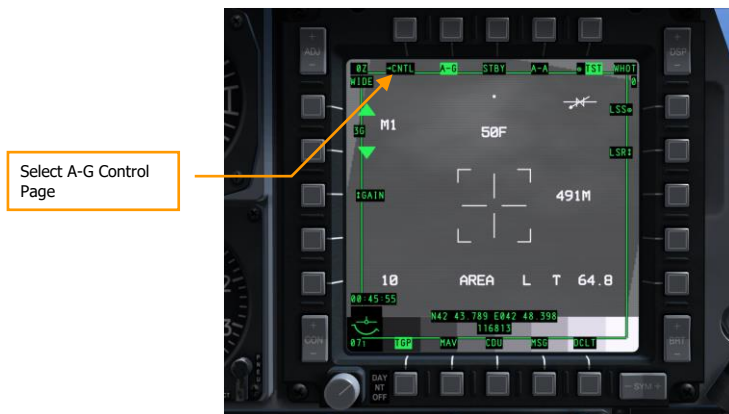 ADJ
DSP
0Z
CNTL
A-G
STBY
A-A
TST
WHOT
WIDE
0
LSS
M1
3G
50F
LSR
Select A-G Control
Page
GAIN
491M
10
AREA
L
T
64.8
00:45:55
N42 43.789 E042 48.398
116813
TGP
MAV
CDU
MSG
DCLT
CON
BRT
DAY
NT
OFF
- SYM +